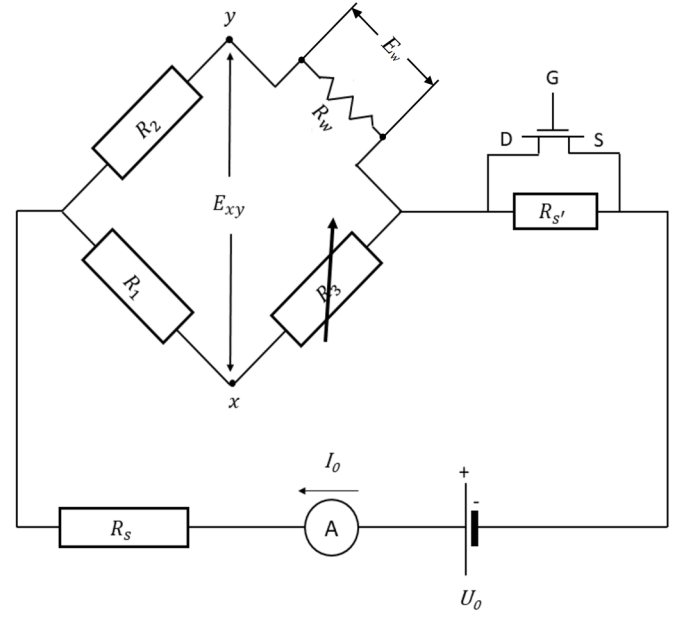 y
E_w
R_2
R_w
G
D
S
E_xy
R_s'
R_1
R_3
x
I_0
+
-
R_s
A
U_0